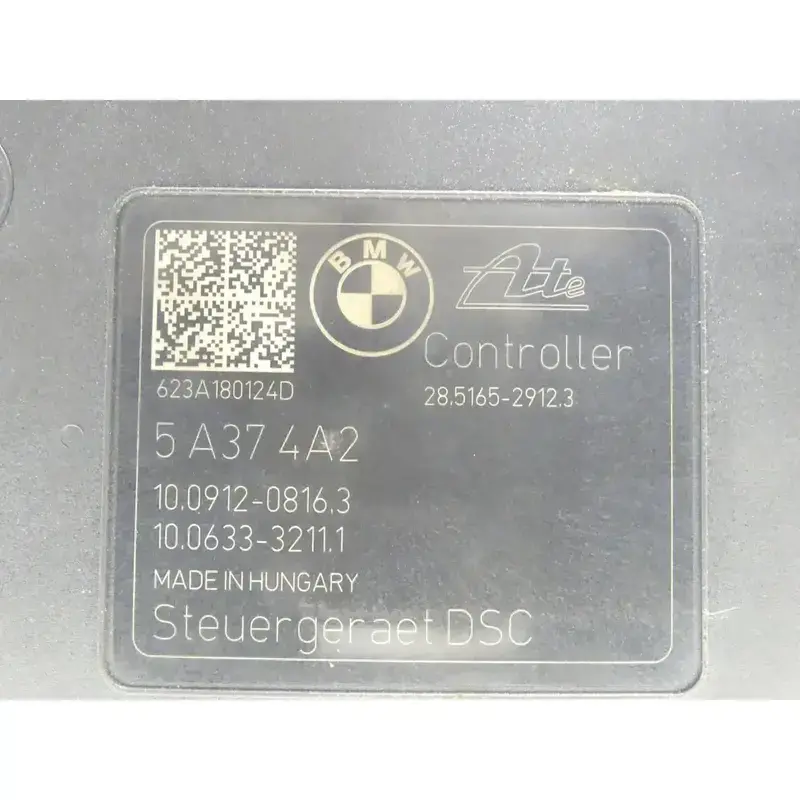 BMW
Ate
Controller
623A180124D
28.5165-2912.3
5 A37 4A2
10.0912-0816.3
10.0633-3211.1
MADE IN HUNGARY
Steuergeraet DSC